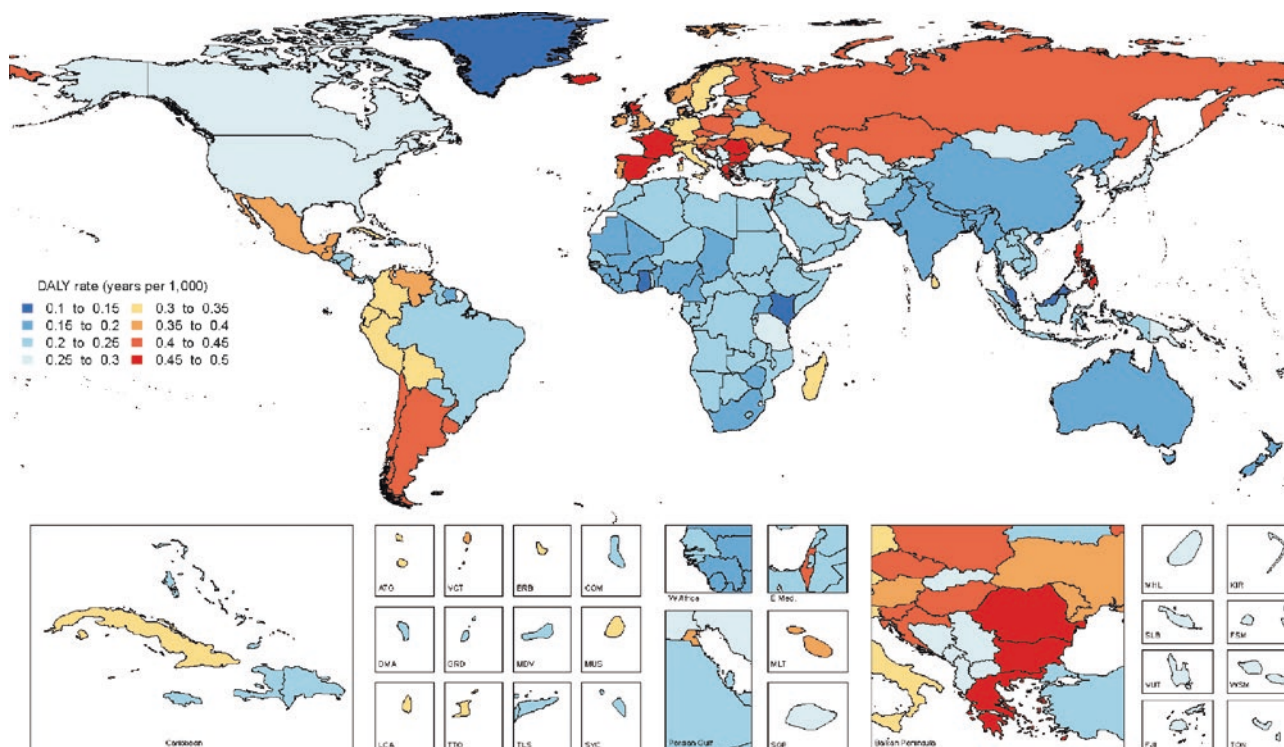 DALY rate (years per 1,000)
0.1 to 0.15
0.3 to 0.35
0.15 to 0.2
0.35 to 0.4
0.2 to 0.25
0.4 to 0.45
0.25 to 0.3
0.45 to 0.5
ATG
VCT
BRB
COM
W Africa
E Med.
MHL
KIR
DMA
GRD
MDV
MUS
MLT
SLB
FSM
VUT
WSM
Caribbean
LCA
TTO
TLS
SYC
Persian Gulf
SGP
Balkan Peninsula
FJI
TON